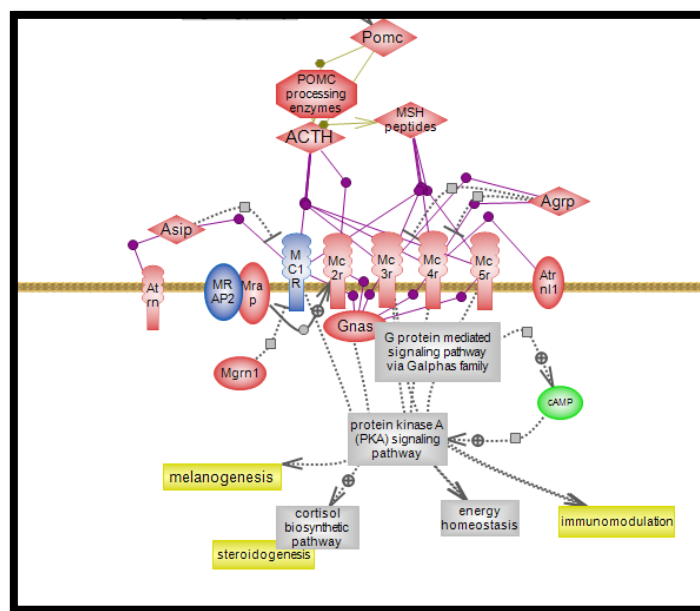 Pomc
POMC
processing
enzymes
ACTH
MSH
peptides
Agrp
Asip
At
rn
MR
AP2
Mra
p
M
C1
R
Mc
2r
Mc
3r
Mc
4r
Mc
5r
Atr
nl1
Gnas
Mgrn1
G protein mediated
signaling pathway
via Galphas family
cAMP
protein kinase A
(PKA) signaling
pathway
melanogenesis
cortisol
biosynthetic
pathway
steroidogenesis
energy
homeostasis
immunomodulation